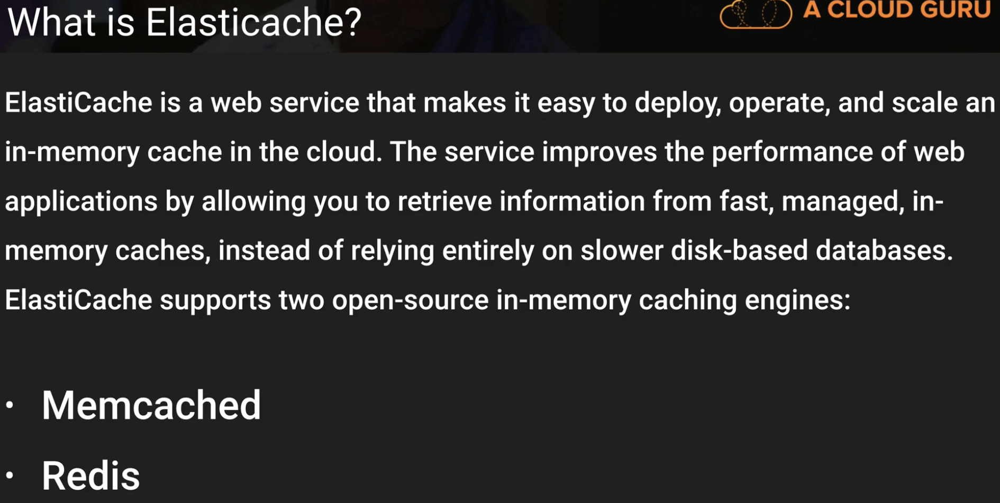 What is Elasticache?
A CLOUD GURU
ElastiCache is a web service that makes it easy to deploy, operate, and scale an
in-memory cache in the cloud. The service improves the performance of web
applications by allowing you to retrieve information from fast, managed, in-
memory caches, instead of relying entirely on slower disk-based databases.
ElastiCache supports two open-source in-memory caching engines:
• Memcached
• Redis